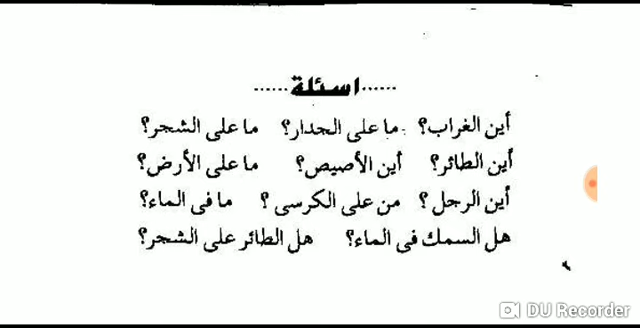 ...... اسئلة ......
أين الغراب؟ ما على الجدار؟ ما على الشجر؟
أين الطائر؟ أين الأصيص؟ ما على الأرض؟
أين الرجل؟ من على الكرسى؟ ما فى الماء؟
هل السمك فى الماء؟ هل الطائر على الشجر؟
DU Recorder